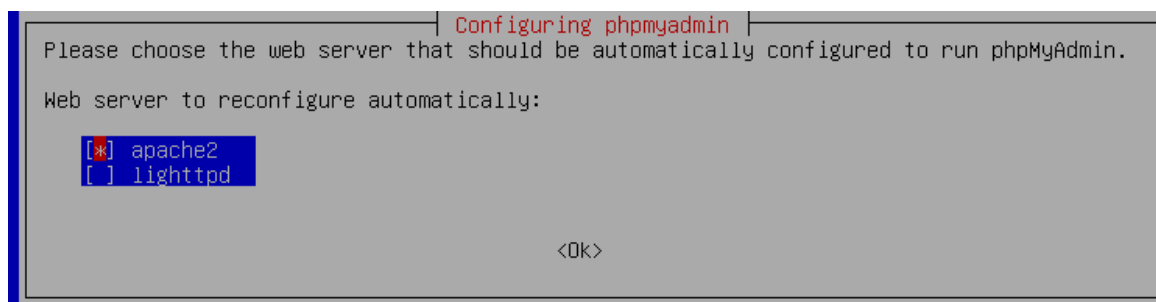 Configuring phpmyadmin
Please choose the web server that should be automatically configured to run phpMyAdmin.
Web server to reconfigure automatically:
[*] apache2
[ ] lighttpd
<Ok>